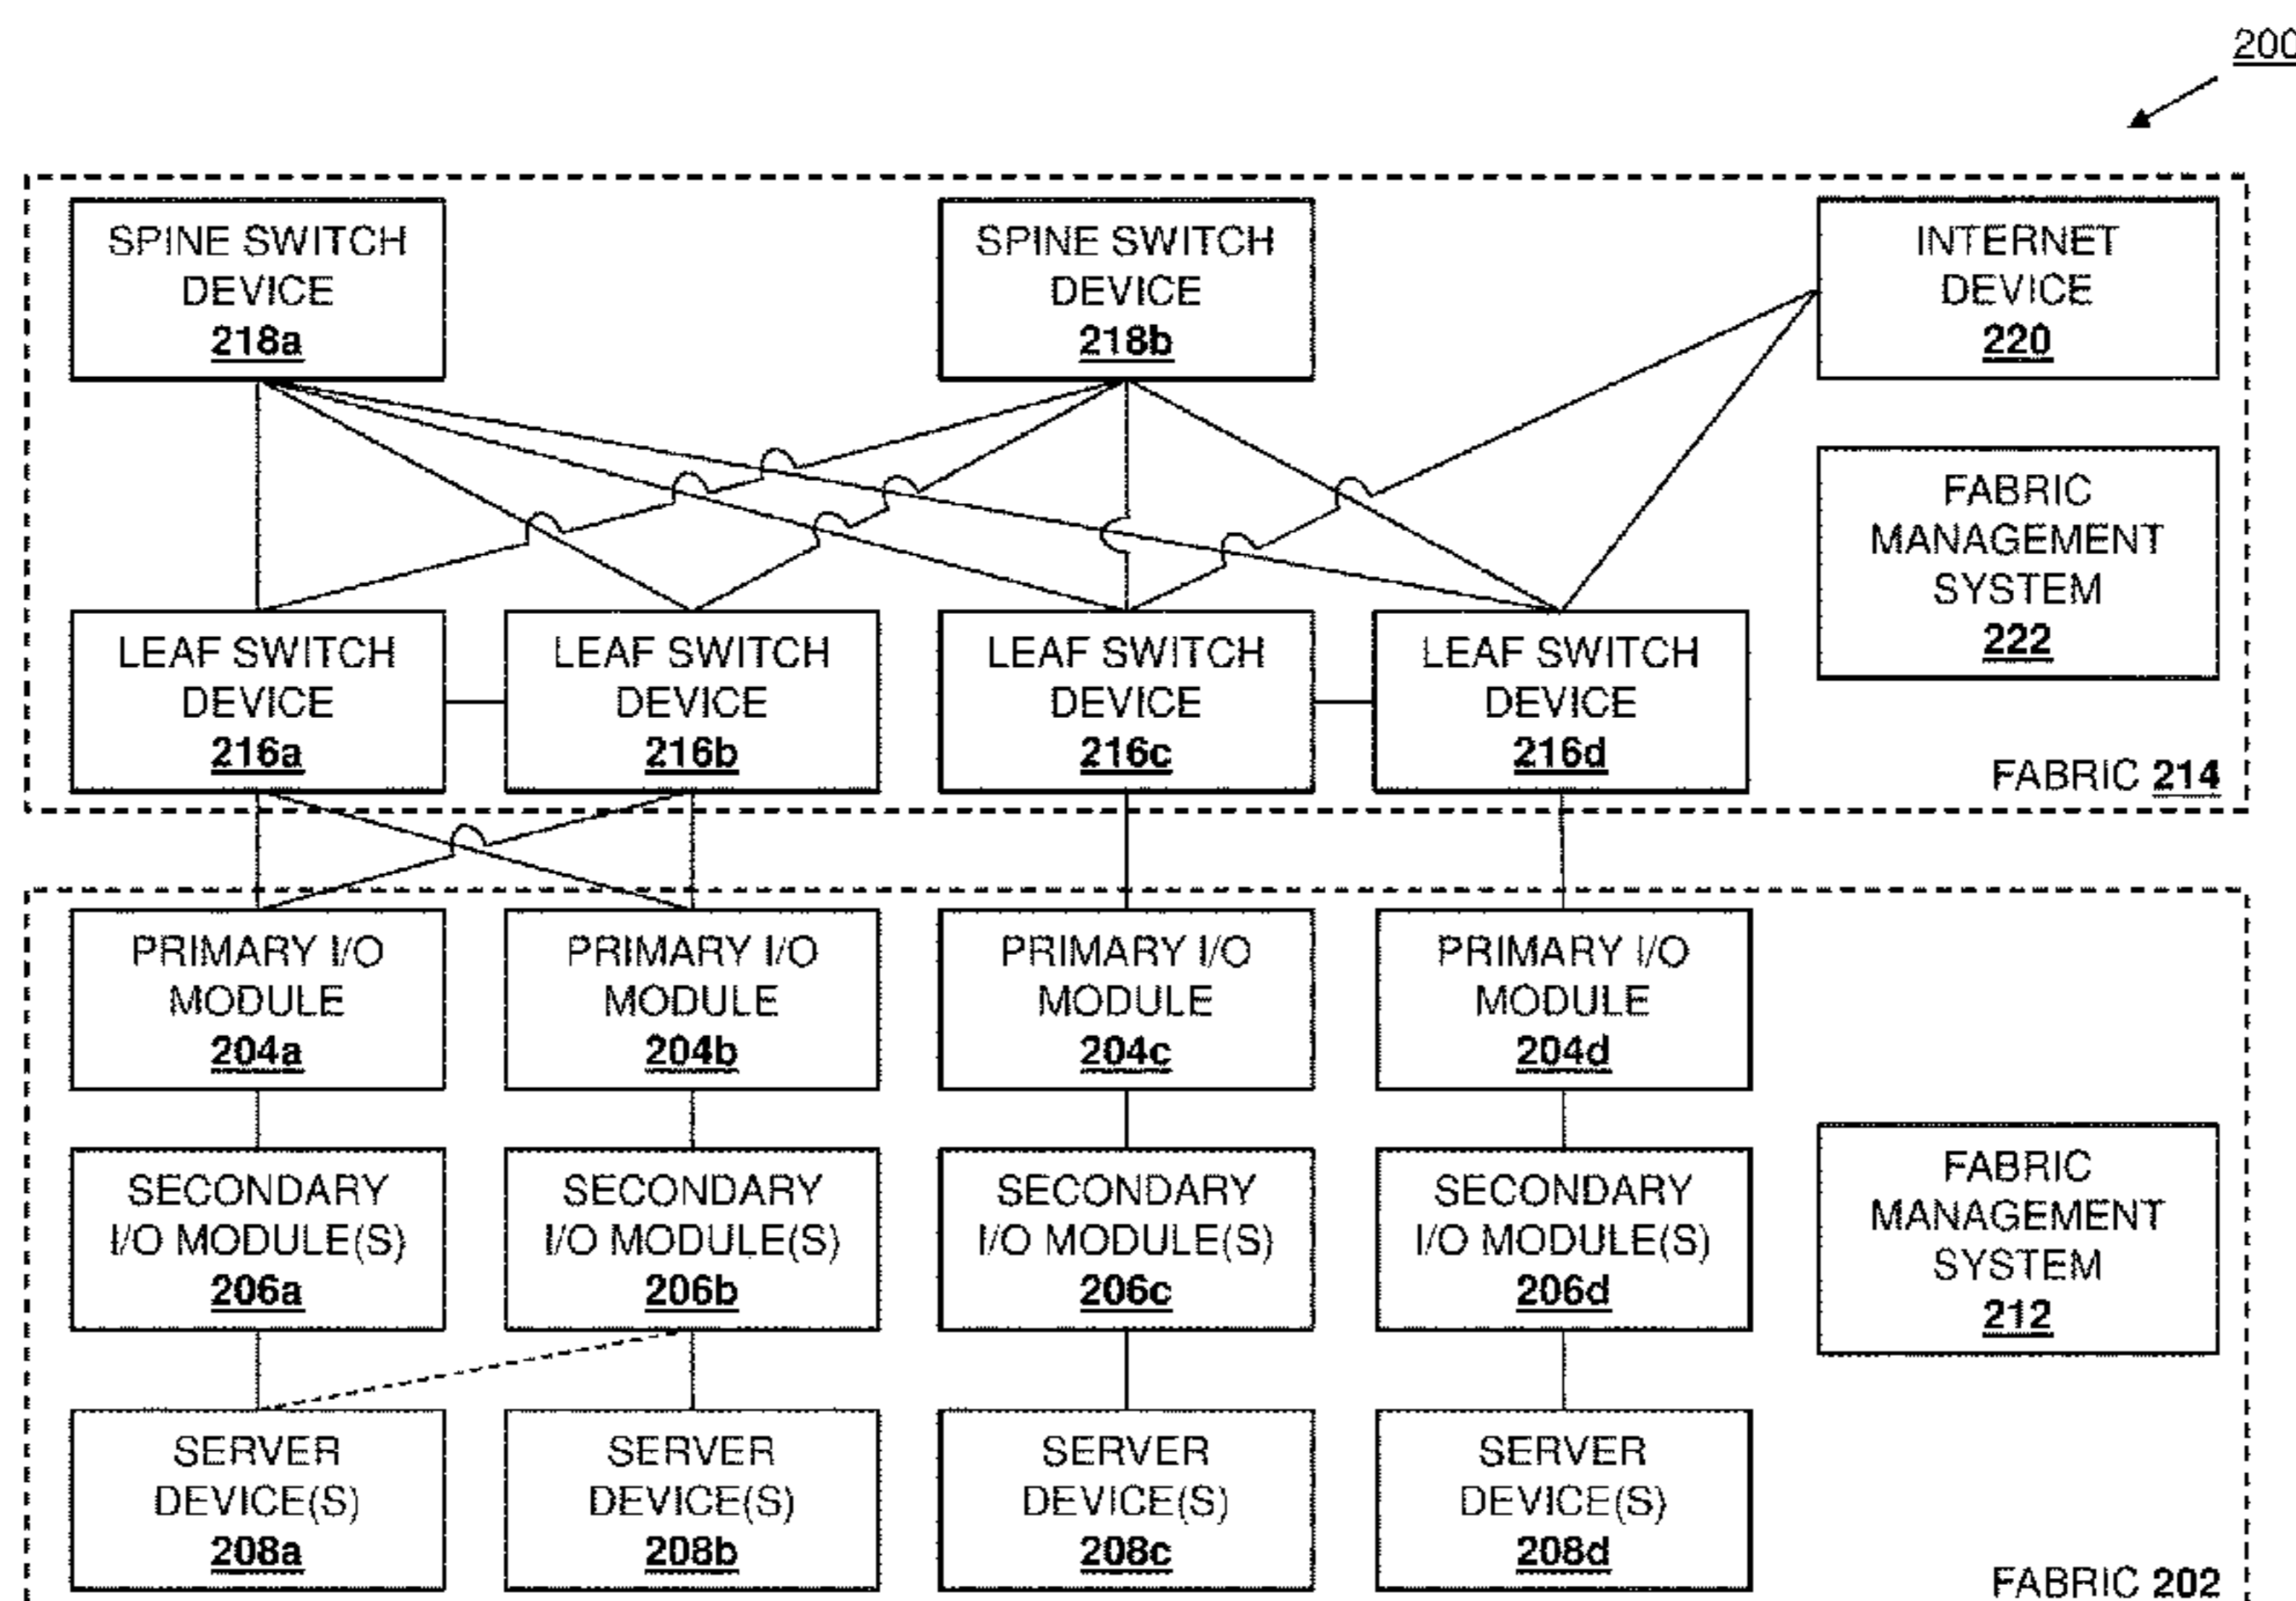 200
SPINE SWITCH
DEVICE
218a
SPINE SWITCH
DEVICE
218b
INTERNET
DEVICE
220
FABRIC
MANAGEMENT
SYSTEM
222
LEAF SWITCH
DEVICE
216a
LEAF SWITCH
DEVICE
216b
LEAF SWITCH
DEVICE
216c
LEAF SWITCH
DEVICE
216d
FABRIC 214
PRIMARY I/O
MODULE
204a
PRIMARY I/O
MODULE
204b
PRIMARY I/O
MODULE
204c
PRIMARY I/O
MODULE
204d
SECONDARY
I/O MODULE(S)
206a
SECONDARY
I/O MODULE(S)
206b
SECONDARY
I/O MODULE(S)
206c
SECONDARY
I/O MODULE(S)
206d
FABRIC
MANAGEMENT
SYSTEM
212
SERVER
DEVICE(S)
208a
SERVER
DEVICE(S)
208b
SERVER
DEVICE(S)
208c
SERVER
DEVICE(S)
208d
FABRIC 202